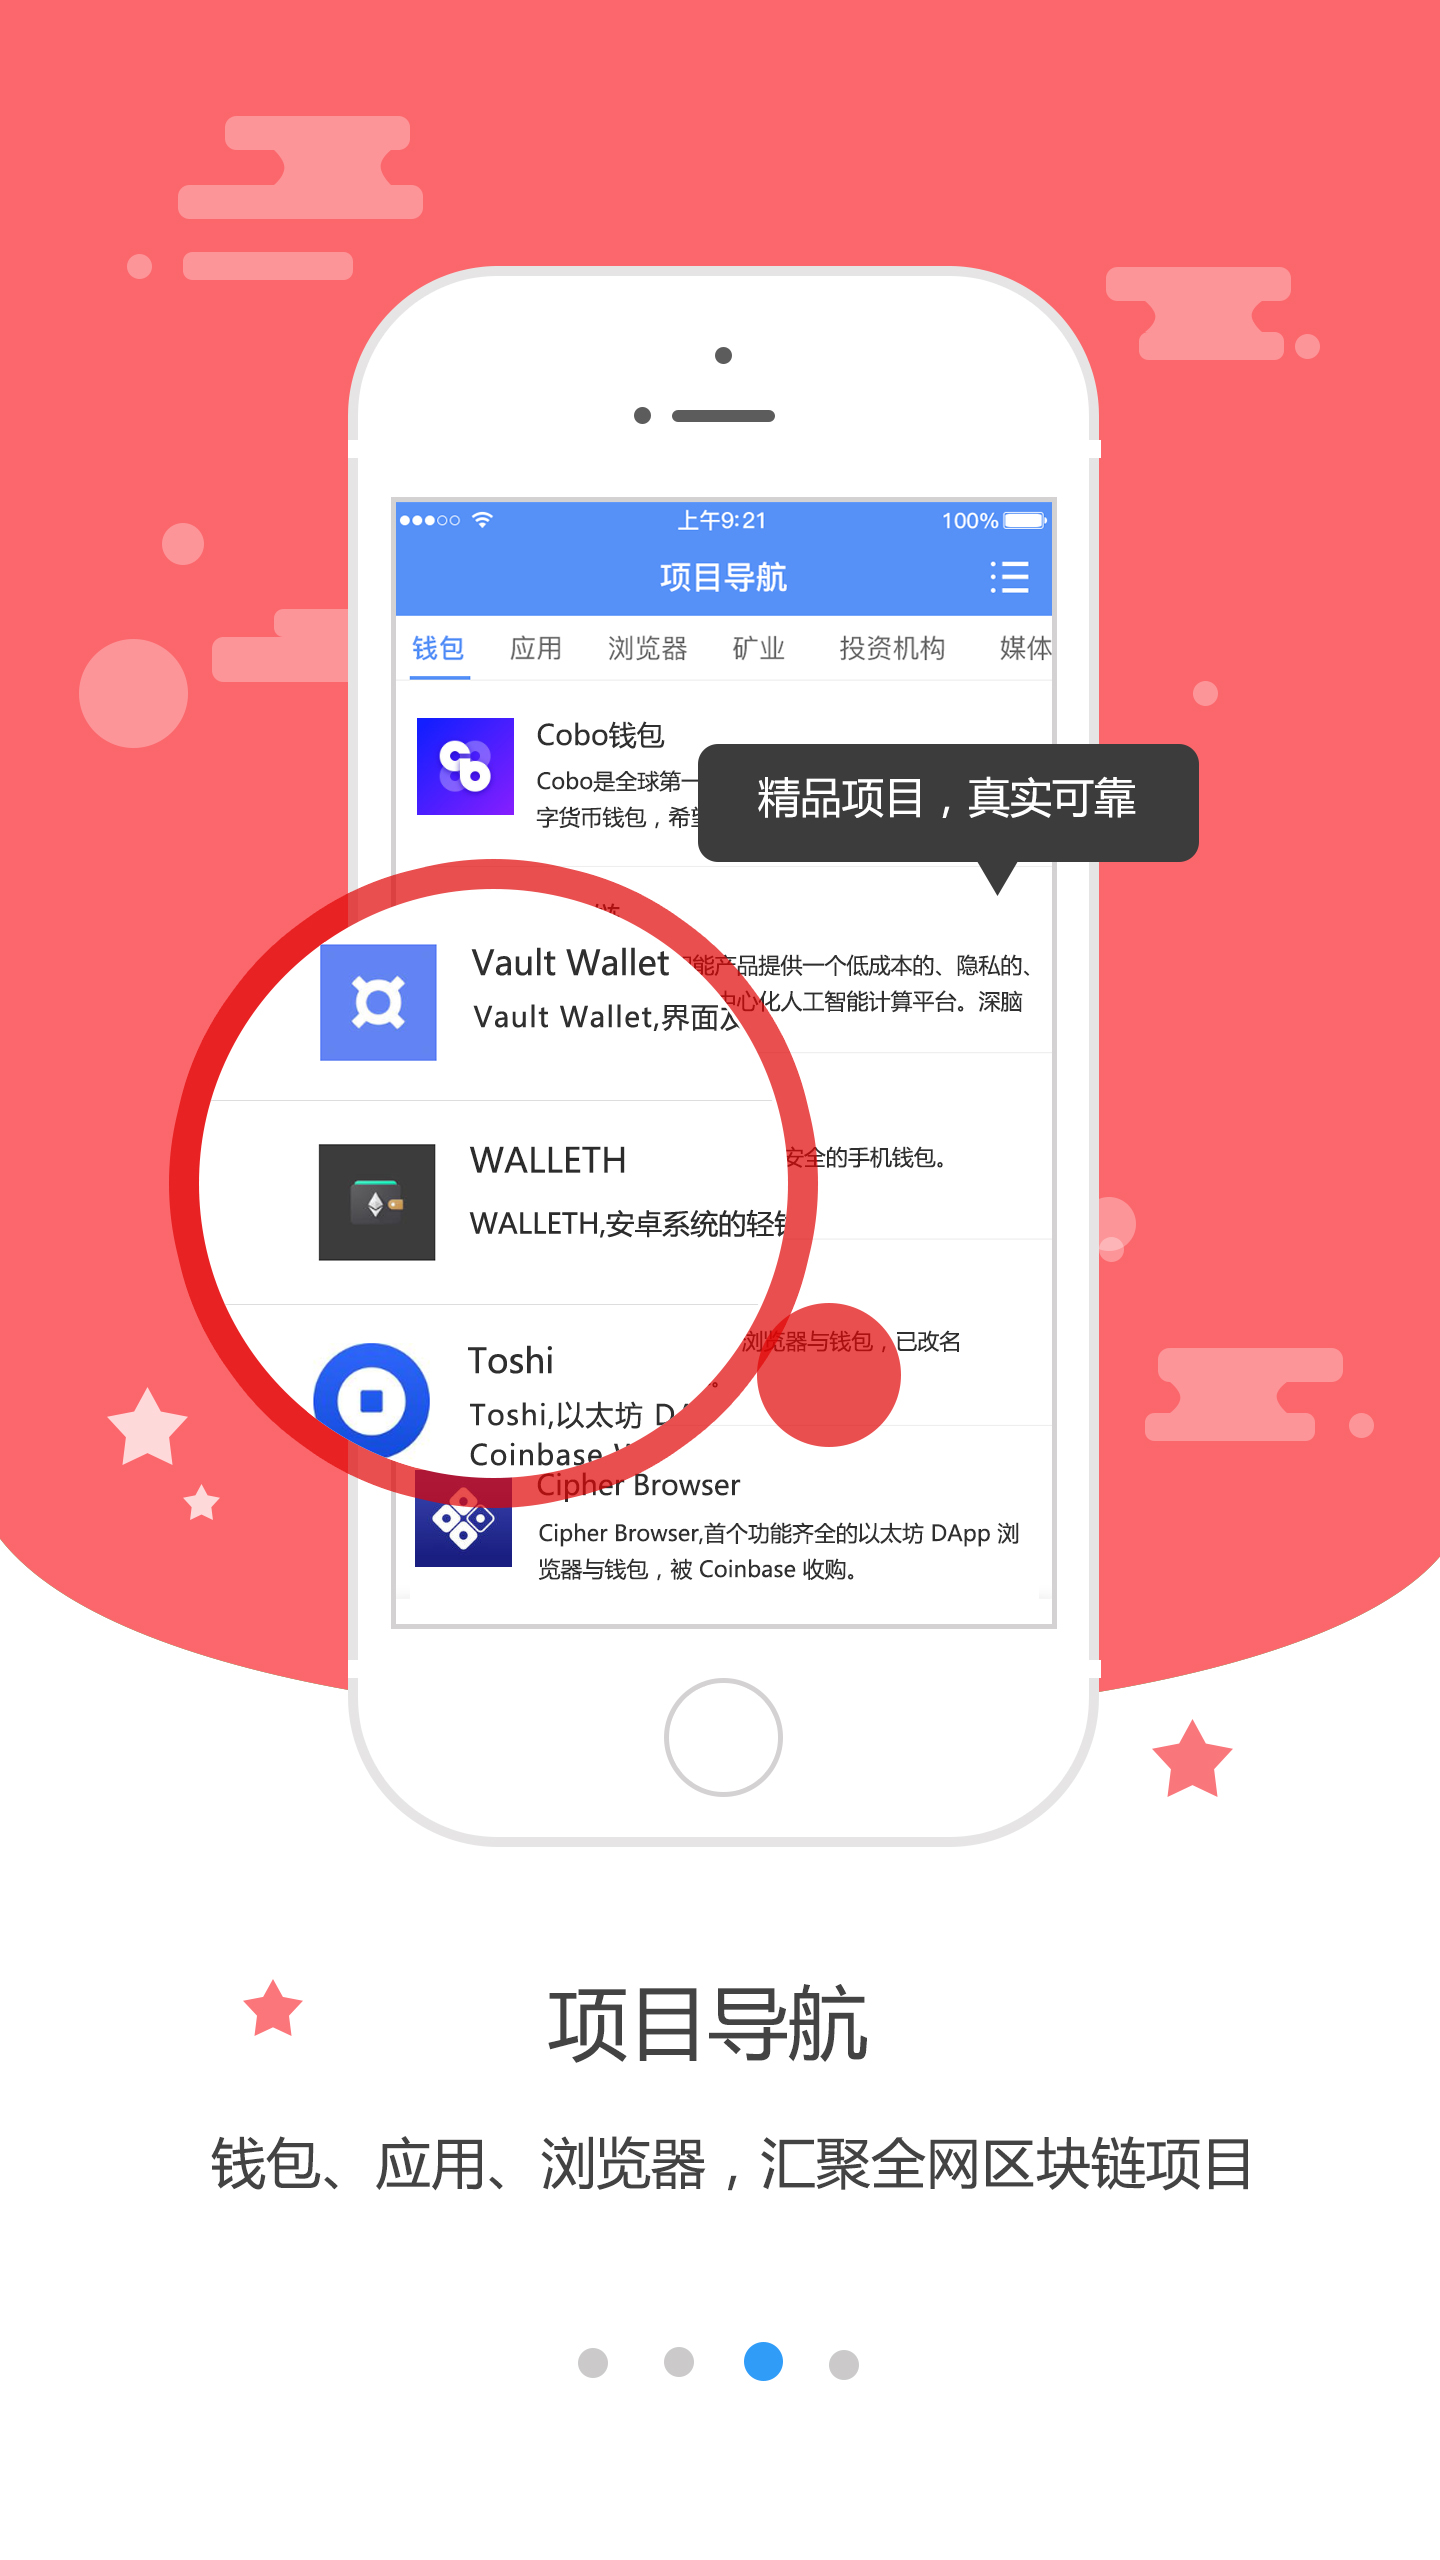 上午9:21
100%
项目导航
钱包 应用 浏览器 矿业 投资机构 媒体
Cobo钱包
Cobo是全球第一
字货币钱包，希
精品项目，真实可靠
能产品提供一个低成本的、隐私的、
中心化人工智能计算平台。深脑
Vault Wallet
Vault Wallet,界面
WALLETH
安全的手机钱包。
WALLETH,安卓系统的轻
浏览器与钱包，已改名
Toshi
Toshi,以太坊 DA
Coinbase
Cipher Browser
Cipher Browser,首个功能齐全的以太坊 DApp 浏
览器与钱包，被 Coinbase 收购。
项目导航
钱包、应用、浏览器，汇聚全网区块链项目